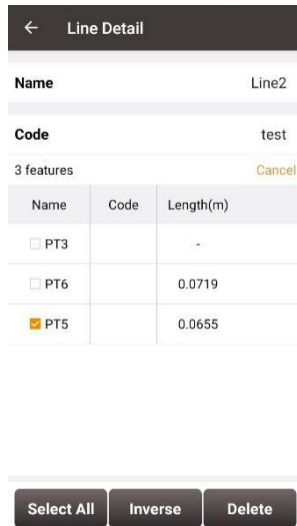 Line Detail
Name Line2
Code test
3 features Cancel
Name Code Length(m)
PT3 -
PT6 0.0719
PT5 0.0655
Select All Inverse Delete